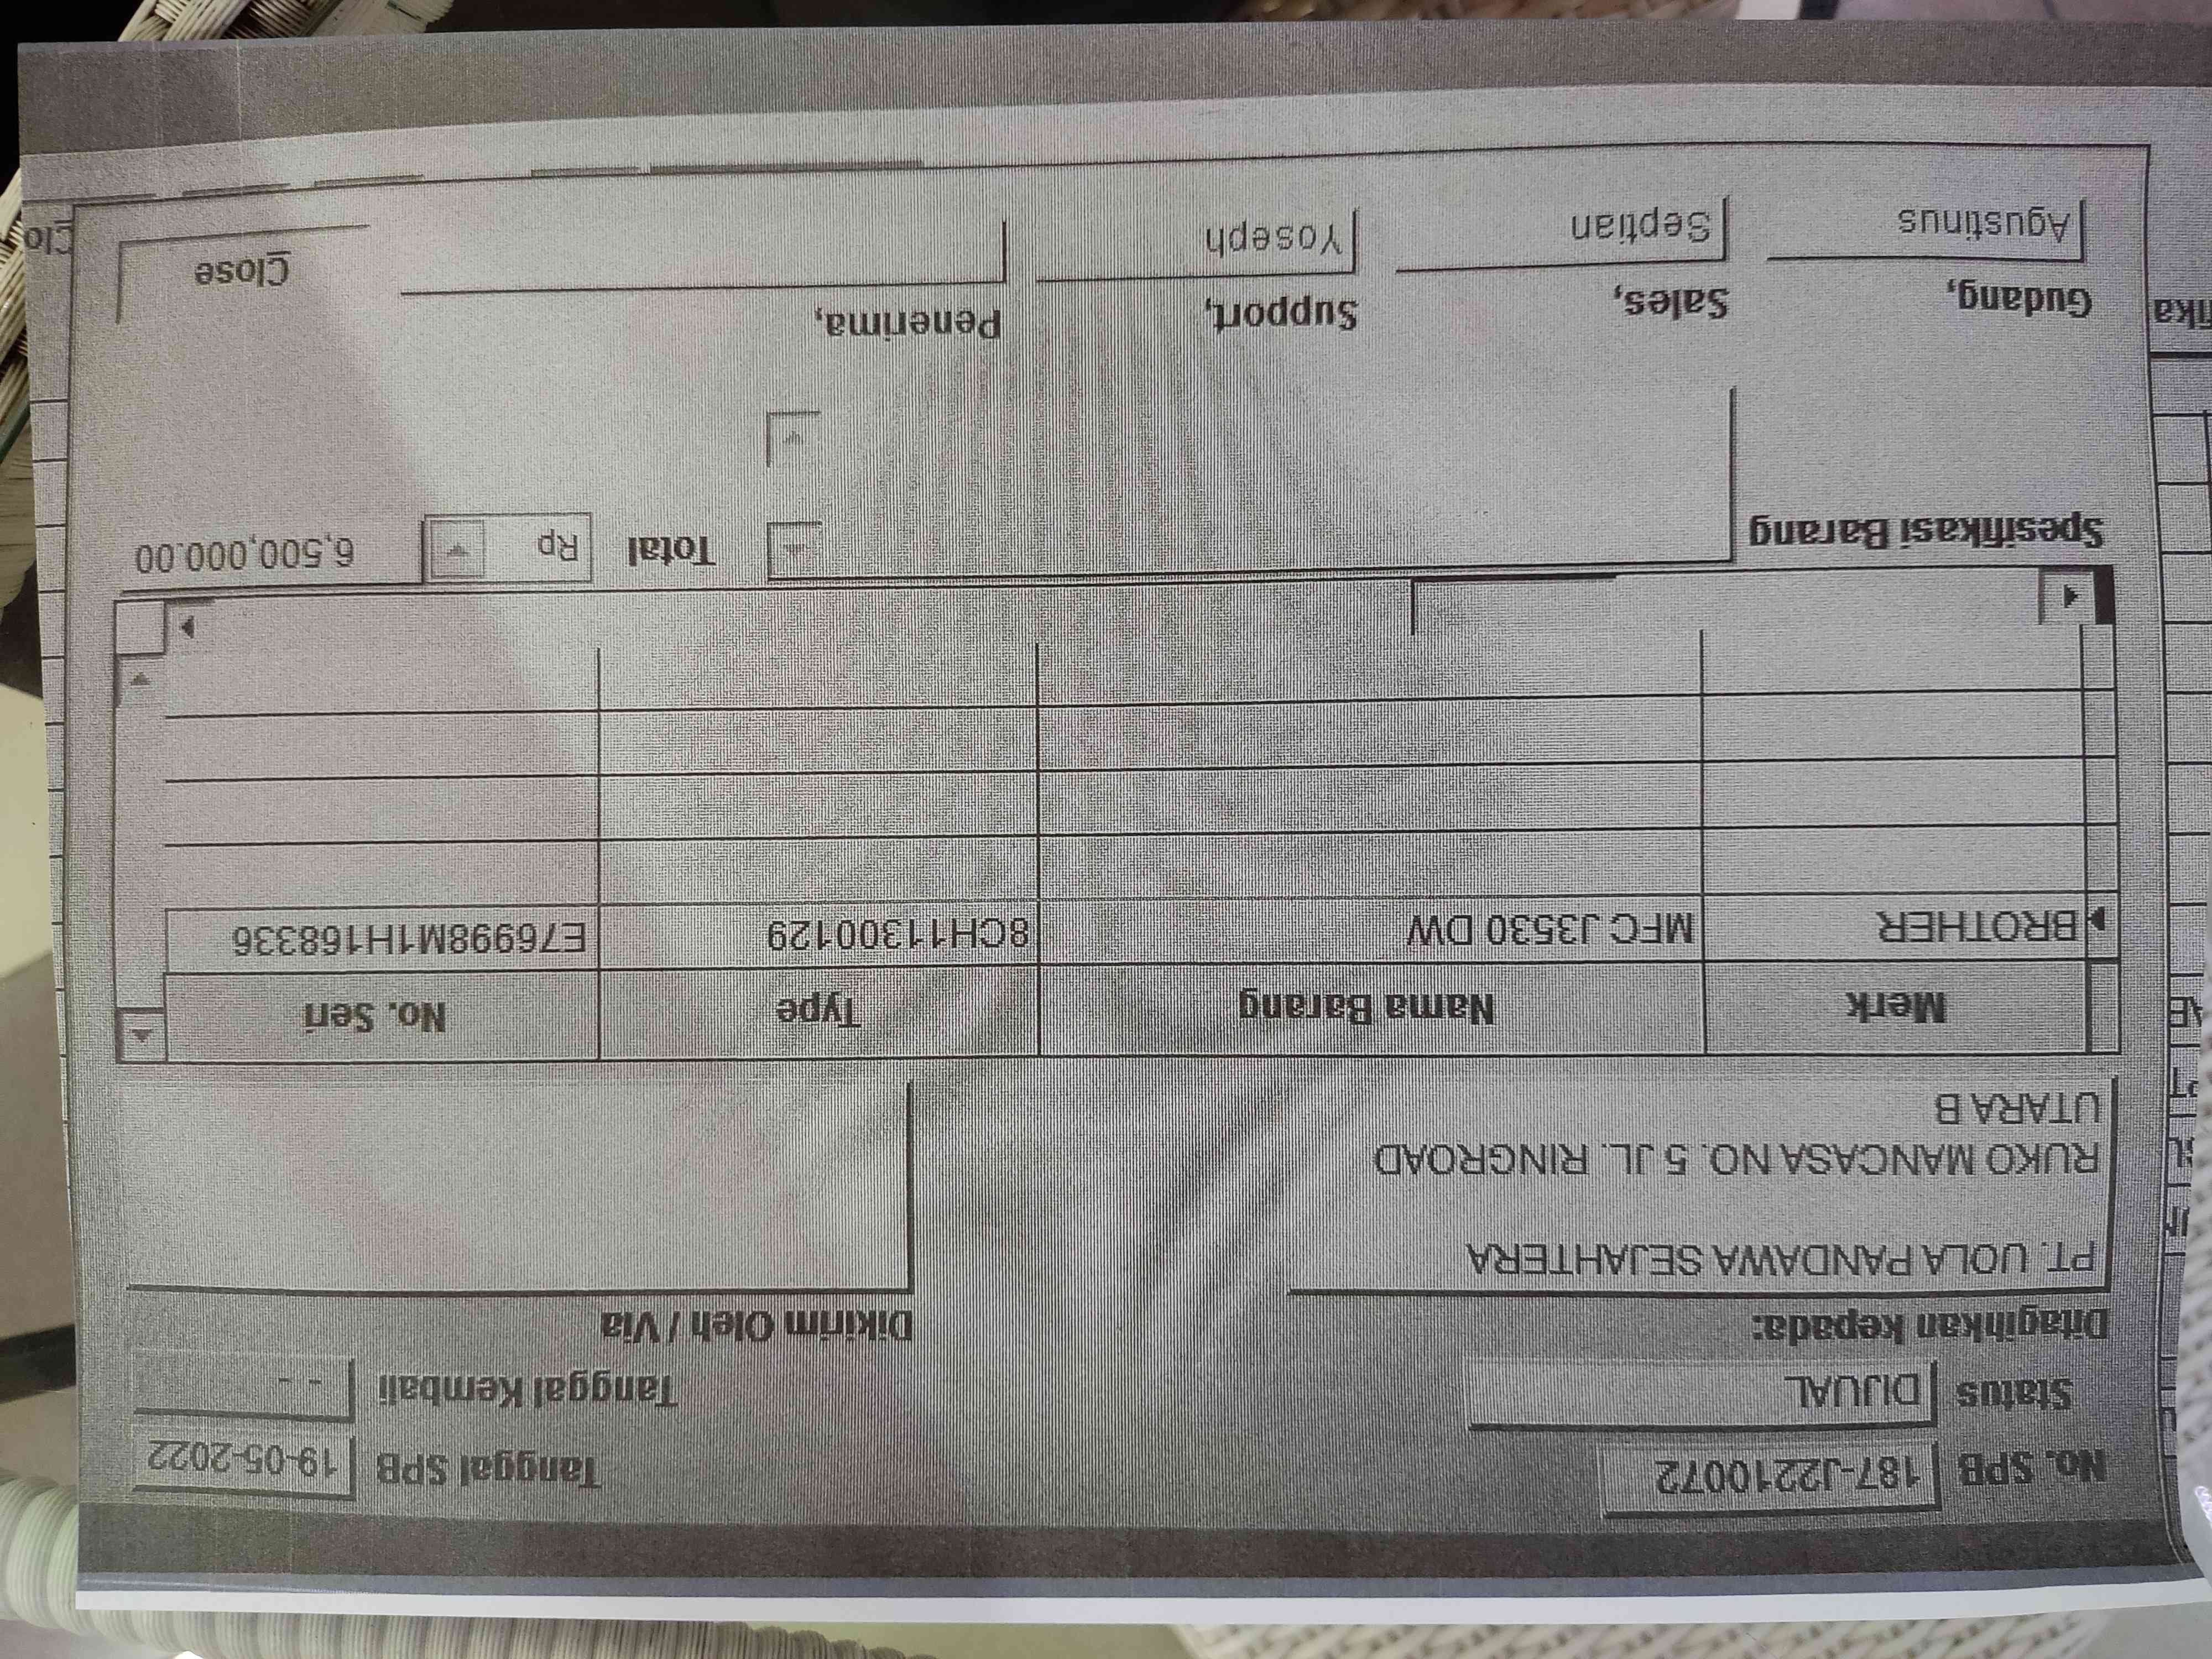 No. SPB 187-J2210072 Tanggal SPB 19-05-2022
Status DIJUAL Tanggal Kembali - -
Ditagihkan kepada: Dikirim Oleh / Via
PT. UOLA PANDAWA SEJAHTERA
RUKO MANCASA NO. 5 JL. RINGROAD
UTARA B
Merk Nama Barang Type No. Seri
BROTHER MFC J3530 DW 8CH11300129 E76998M1H168336
Spesifikasi Barang Total Rp 6,500,000.00
Gudang, Sales, Support, Penerima,
Agustinus Septian Yoseph Close